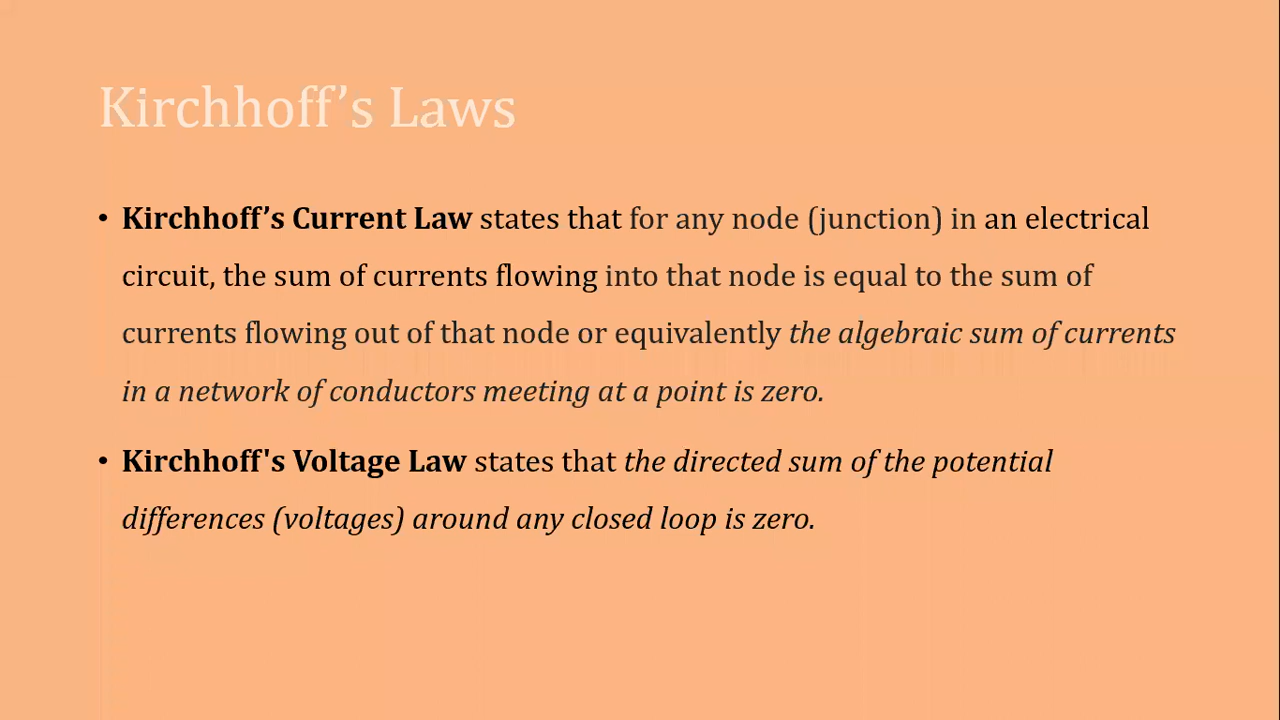 Kirchhoff’s Laws
• Kirchhoff’s Current Law states that for any node (junction) in an electrical
circuit, the sum of currents flowing into that node is equal to the sum of
currents flowing out of that node or equivalently the algebraic sum of currents
in a network of conductors meeting at a point is zero.
• Kirchhoff's Voltage Law states that the directed sum of the potential
differences (voltages) around any closed loop is zero.